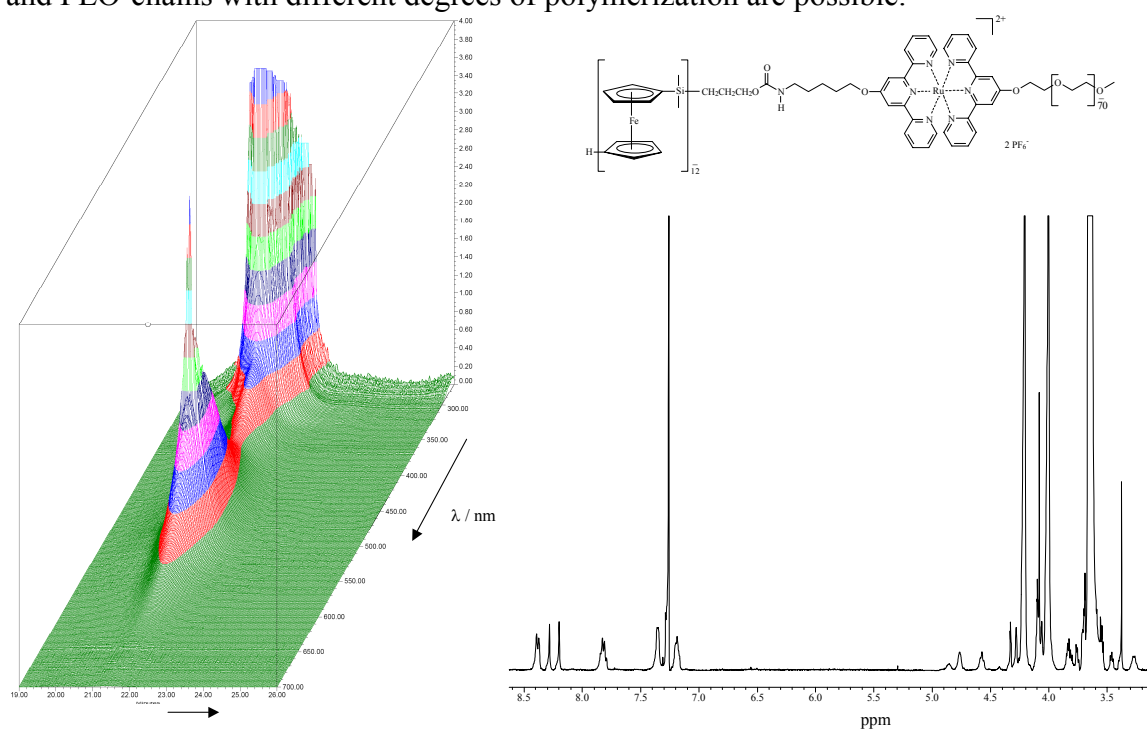 and PEO chains with different degrees of polymerization are possible.
4.00
3.80
3.60
3.40
3.20
3.00
2.80
2.60
2.40
2.20
2.00
1.80
1.60
1.40
1.20
1.00
0.80
0.60
0.40
0.20
0.00
300.00
350.00
400.00
450.00
500.00
550.00
600.00
650.00
700.00
λ / nm
19.00 20.00 21.00 22.00 23.00 24.00 25.00 26.00
Minutes
2+
O
Si CH₂CH₂CH₂O N O N N O O O
H
Fe N Ru N 70
N N
H 2 PF₆⁻
12
8.5 8.0 7.5 7.0 6.5 6.0 5.5 5.0 4.5 4.0 3.5
ppm